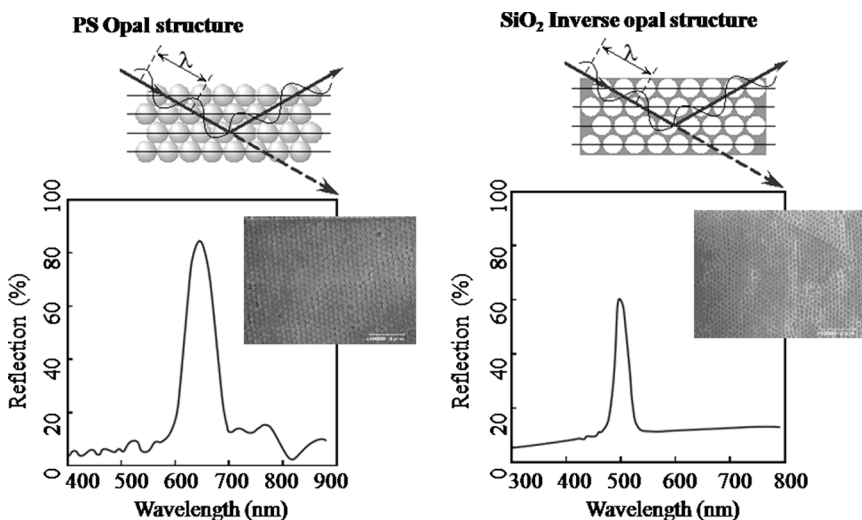 PS Opal structure
λ
Reflection (%)
100
80
60
40
20
0
400 500 600 700 800 900
Wavelength (nm)
SiO₂ Inverse opal structure
λ
Reflection (%)
100
80
60
40
20
0
300 400 500 600 700 800
Wavelength (nm)